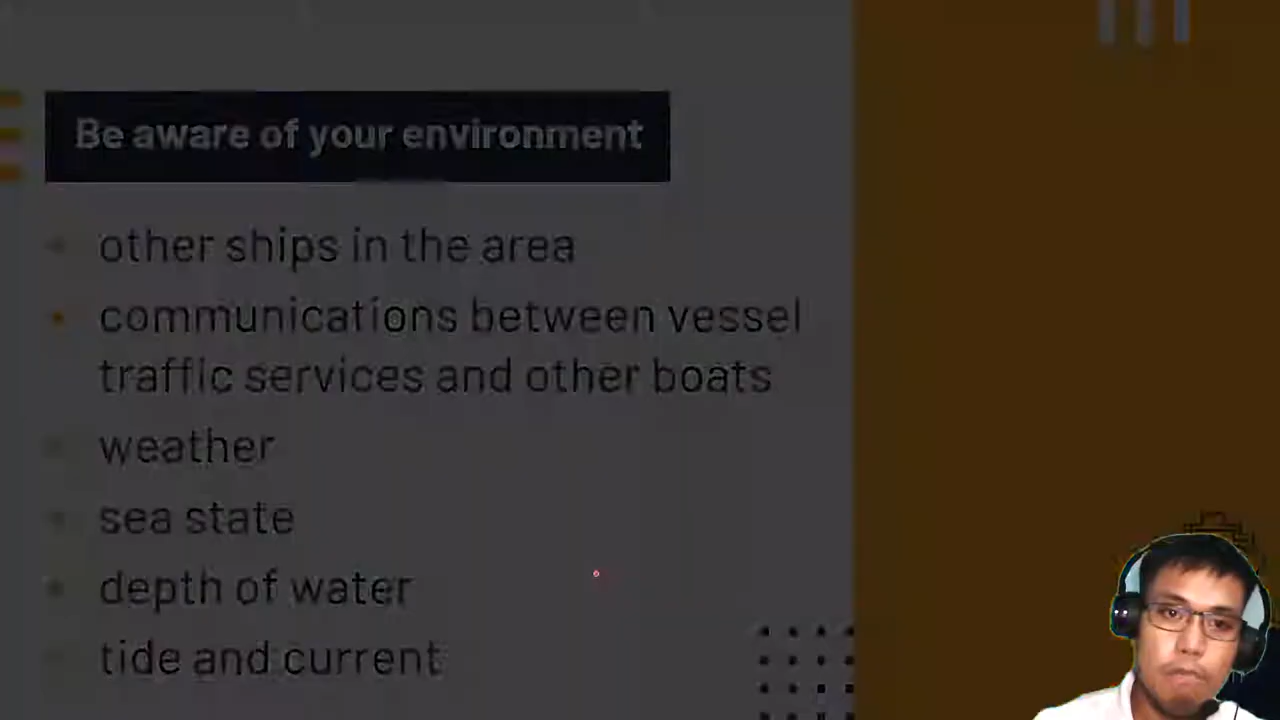 Be aware of your environment
other ships in the area
communications between vessel
traffic services and other boats
weather
sea state
depth of water
tide and current